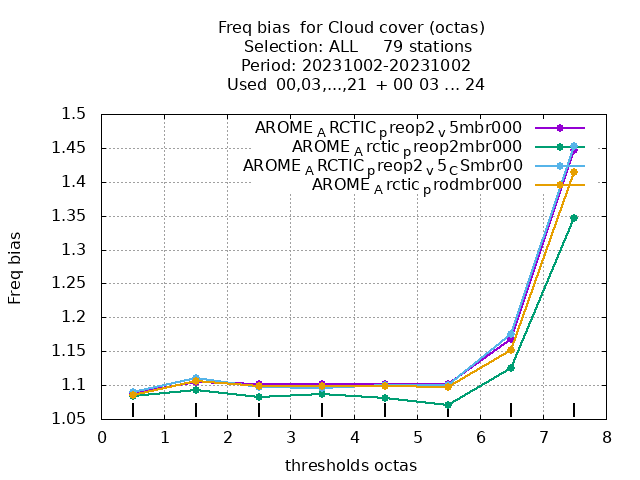 Freq bias  for Cloud cover (octas)
Selection: ALL     79 stations
Period: 20231002-20231002
Used  00,03,...,21  + 00 03 ... 24
AROME_ARCTIC_preop2_v5mbr000
AROME_Arctic_preop2mbr000
AROME_ARCTIC_preop2_v5_CSmbr00
AROME_Arctic_prodmbr000
1.5
1.45
1.4
1.35
1.3
1.25
1.2
1.15
1.1
1.05
Freq bias
0 1 2 3 4 5 6 7 8
thresholds octas